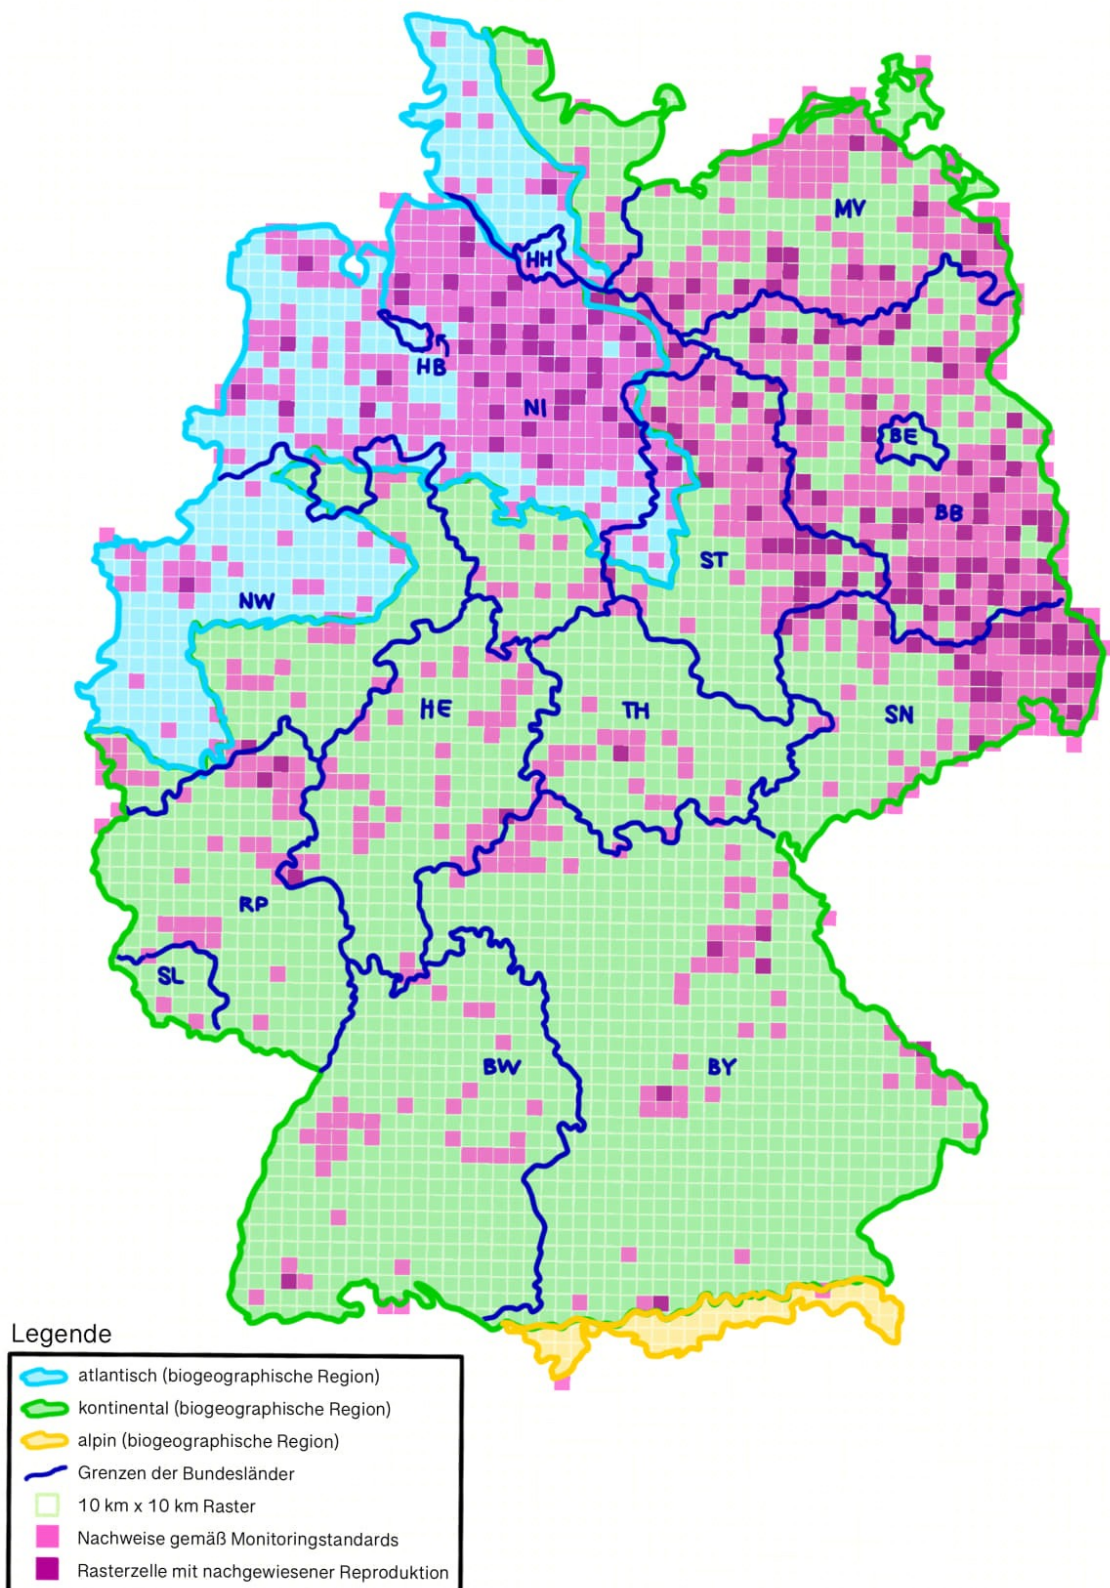 MV
HH
HB
NI
BE
BB
ST
NW
HE
TH
SN
RP
SL
BW
BY
Legende
atlantisch (biogeographische Region)
kontinental (biogeographische Region)
alpin (biogeographische Region)
Grenzen der Bundesländer
10 km x 10 km Raster
Nachweise gemäß Monitoringstandards
Rasterzelle mit nachgewiesener Reproduktion